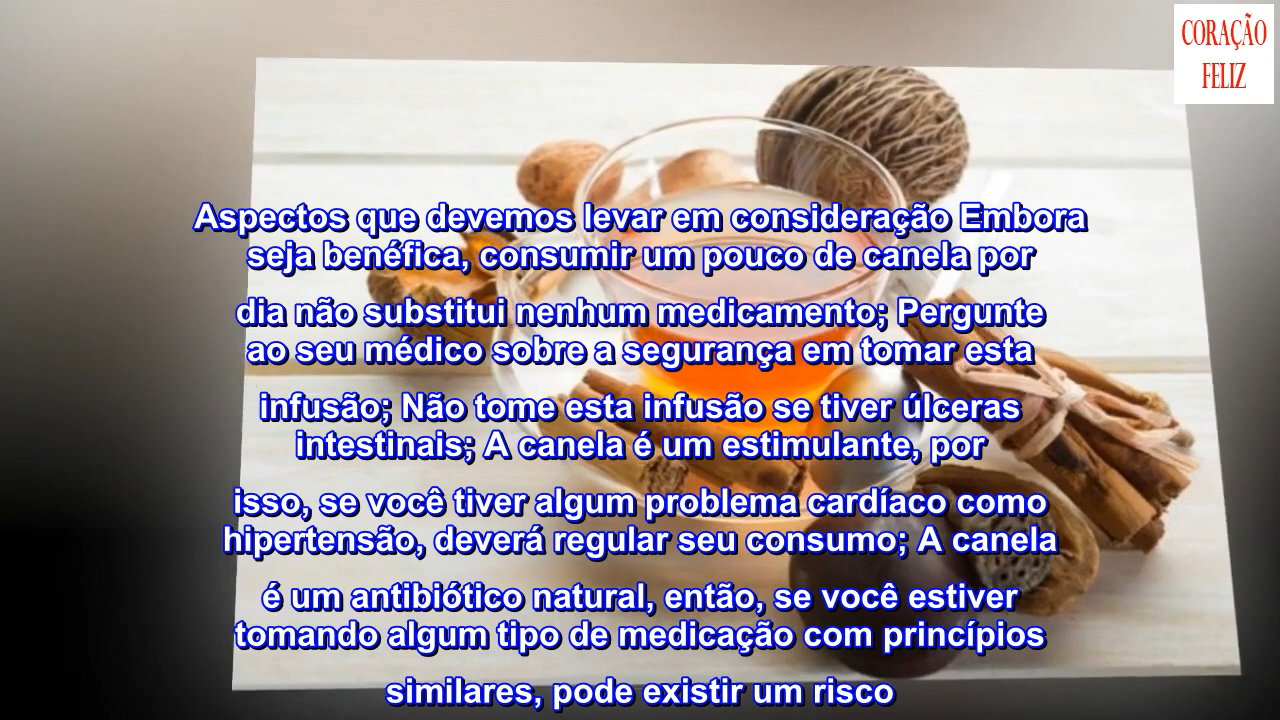 CORAÇÃO
FELIZ
Aspectos que devemos levar em consideração Embora
seja benéfica, consumir um pouco de canela por
dia não substitui nenhum medicamento; Pergunte
ao seu médico sobre a segurança em tomar esta
infusão; Não tome esta infusão se tiver úlceras
intestinais; A canela é um estimulante, por
isso, se você tiver algum problema cardíaco como
hipertensão, deverá regular seu consumo; A canela
é um antibiótico natural, então, se você estiver
tomando algum tipo de medicação com princípios
similares, pode existir um risco